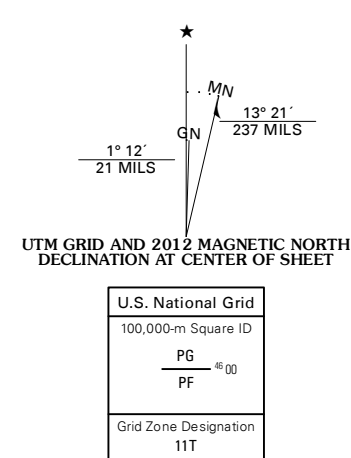 ★
MN
GN
13° 21´
237 MILS
1° 12´
21 MILS
UTM GRID AND 2012 MAGNETIC NORTH
DECLINATION AT CENTER OF SHEET
U.S. National Grid
100,000-m Square ID
PG
46 00
PF
Grid Zone Designation
11T